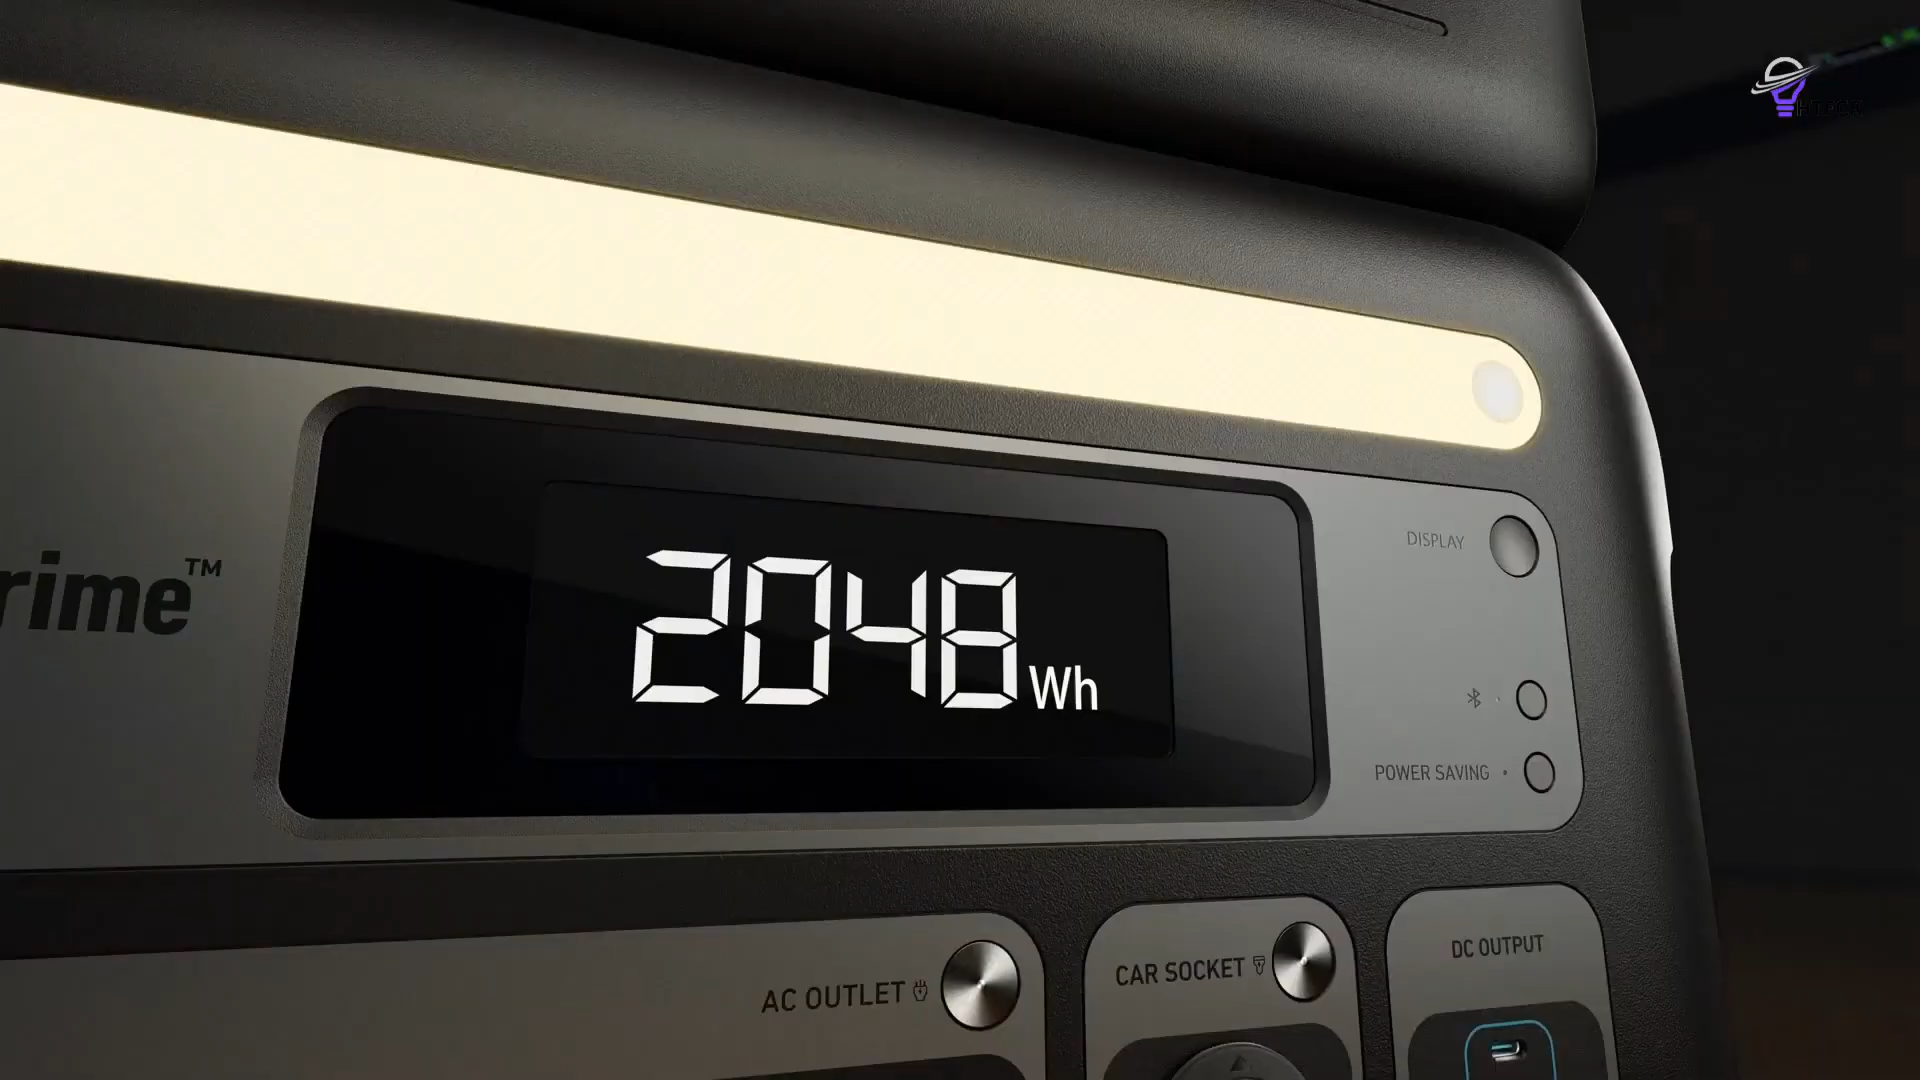 rime™
2048Wh
DISPLAY
POWER SAVING
AC OUTLET
CAR SOCKET
DC OUTPUT